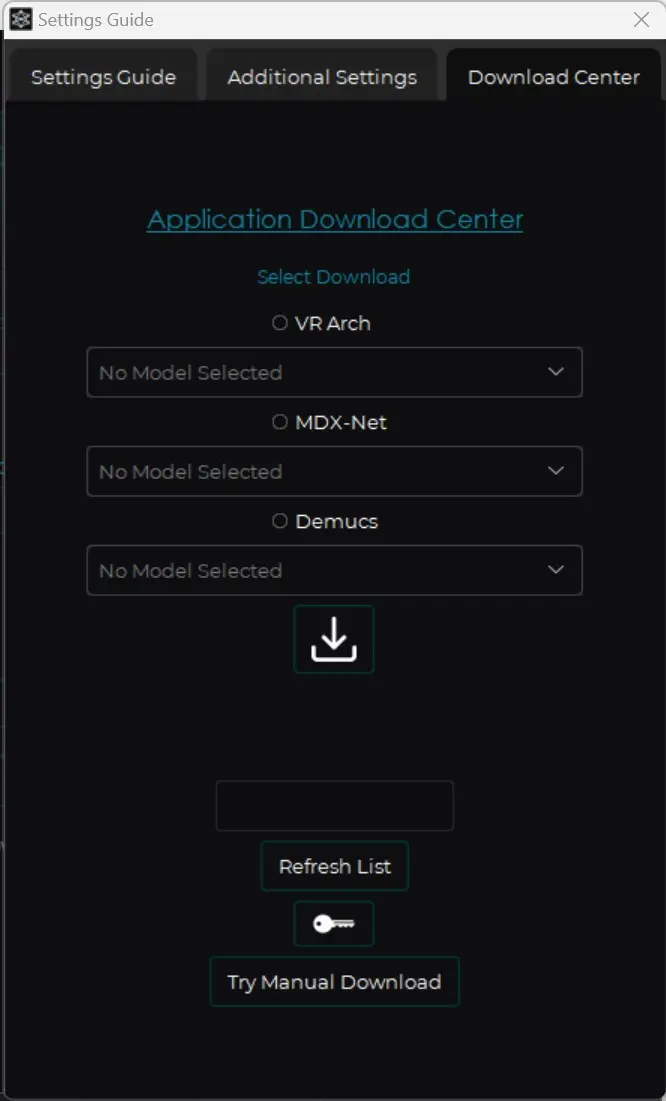 Settings Guide
Settings Guide Additional Settings Download Center
Application Download Center
Select Download
VR Arch
No Model Selected
MDX-Net
No Model Selected
Demucs
No Model Selected
Refresh List
Try Manual Download